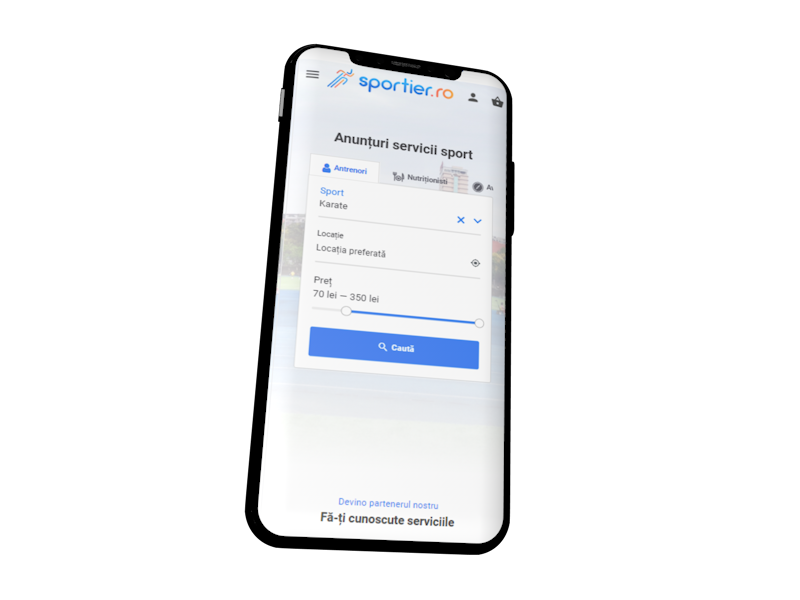 sportier.ro
Anunțuri servicii sport
Antrenori
Nutriționisti
Sport
Karate
Locație
Locația preferată
Preț
70 lei — 350 lei
Caută
Devino partenerul nostru
Fă-ți cunoscute serviciile